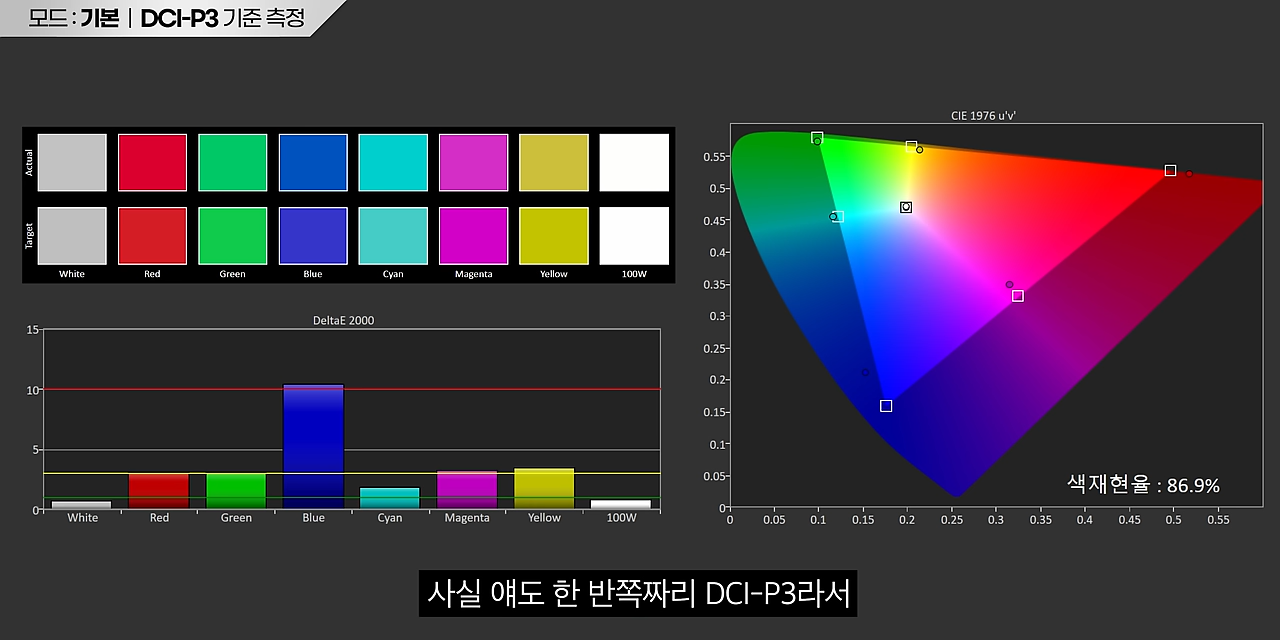 모드 : 기본 | DCI-P3 기준 측정
Actual
Target
White Red Green Blue Cyan Magenta Yellow 100W
DeltaE 2000
15
10
5
0
White Red Green Blue Cyan Magenta Yellow 100W
CIE 1976 u'v'
0.55
0.5
0.45
0.4
0.35
0.3
0.25
0.2
0.15
0.1
0.05
0
0 0.05 0.1 0.15 0.2 0.25 0.3 0.35 0.4 0.45 0.5 0.55
색재현율 : 86.9%
사실 얘도 한 반쪽짜리 DCI-P3라서